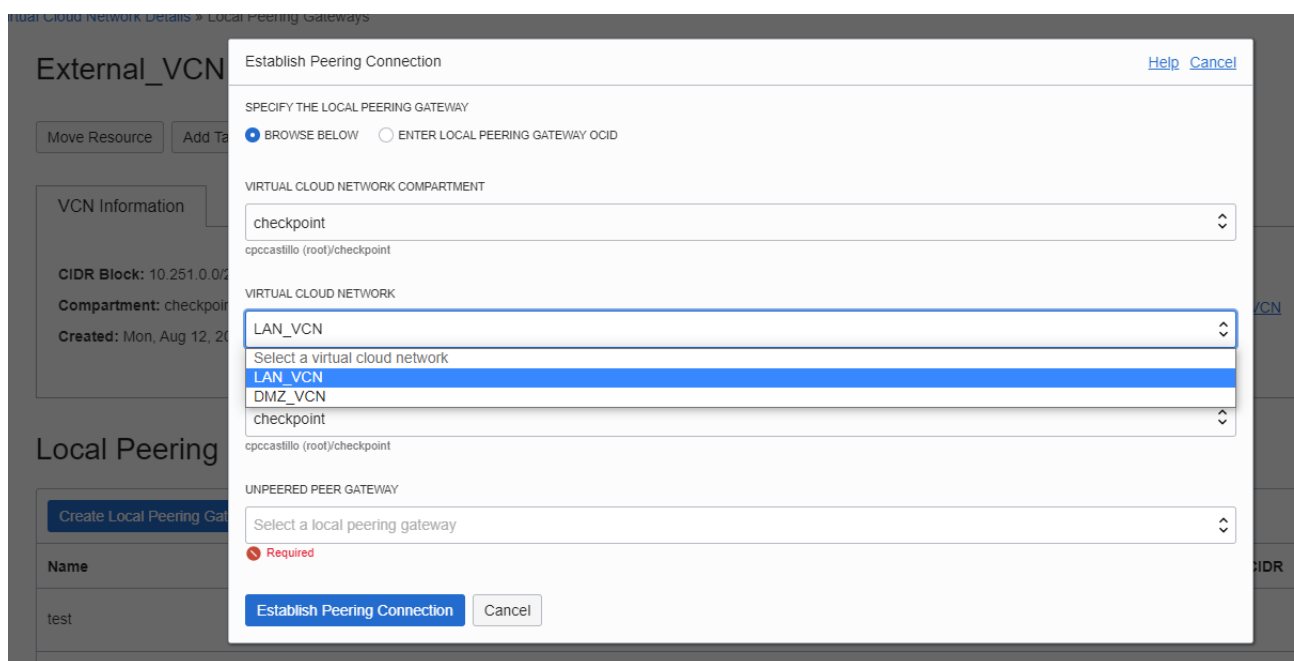 Virtual Cloud Network Details » Local Peering Gateways
External_VCN
Establish Peering Connection
Help Cancel
SPECIFY THE LOCAL PEERING GATEWAY
Move Resource Add Ta
BROWSE BELOW ENTER LOCAL PEERING GATEWAY OCID
VIRTUAL CLOUD NETWORK COMPARTMENT
VCN Information
checkpoint
cpccastillo (root)/checkpoint
CIDR Block: 10.251.0.0/2
VIRTUAL CLOUD NETWORK
Compartment: checkpoin
VCN
LAN_VCN
Created: Mon, Aug 12, 20
Select a virtual cloud network
LAN_VCN
DMZ_VCN
checkpoint
cpccastillo (root)/checkpoint
Local Peering
UNPEERED PEER GATEWAY
Create Local Peering Gat
Select a local peering gateway
Required
Name
CIDR
Establish Peering Connection Cancel
test